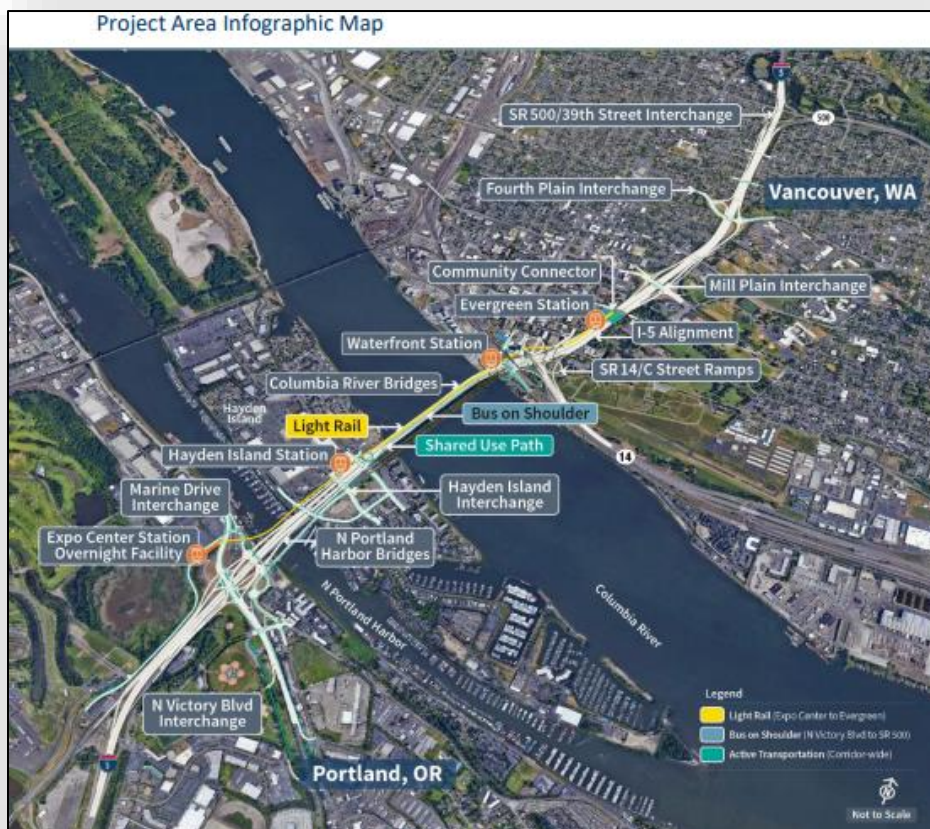 Project Area Infographic Map
5
SR 500/39th Street Interchange
500
Fourth Plain Interchange
Vancouver, WA
Community Connector
Mill Plain Interchange
Evergreen Station
I-5 Alignment
Waterfront Station
SR 14/C Street Ramps
Columbia River Bridges
Hayden
Island
Bus on Shoulder
Light Rail
Shared Use Path
14
Hayden Island Station
Marine Drive
Interchange
Hayden Island
Interchange
Expo Center Station
Overnight Facility
N Portland
Harbor Bridges
N Portland Harbor
Columbia River
N Victory Blvd
Interchange
Legend
Light Rail (Expo Center to Evergreen)
Bus on Shoulder (N Victory Blvd to SR 500)
Active Transportation (Corridor-wide)
5
Portland, OR
N
Not to Scale